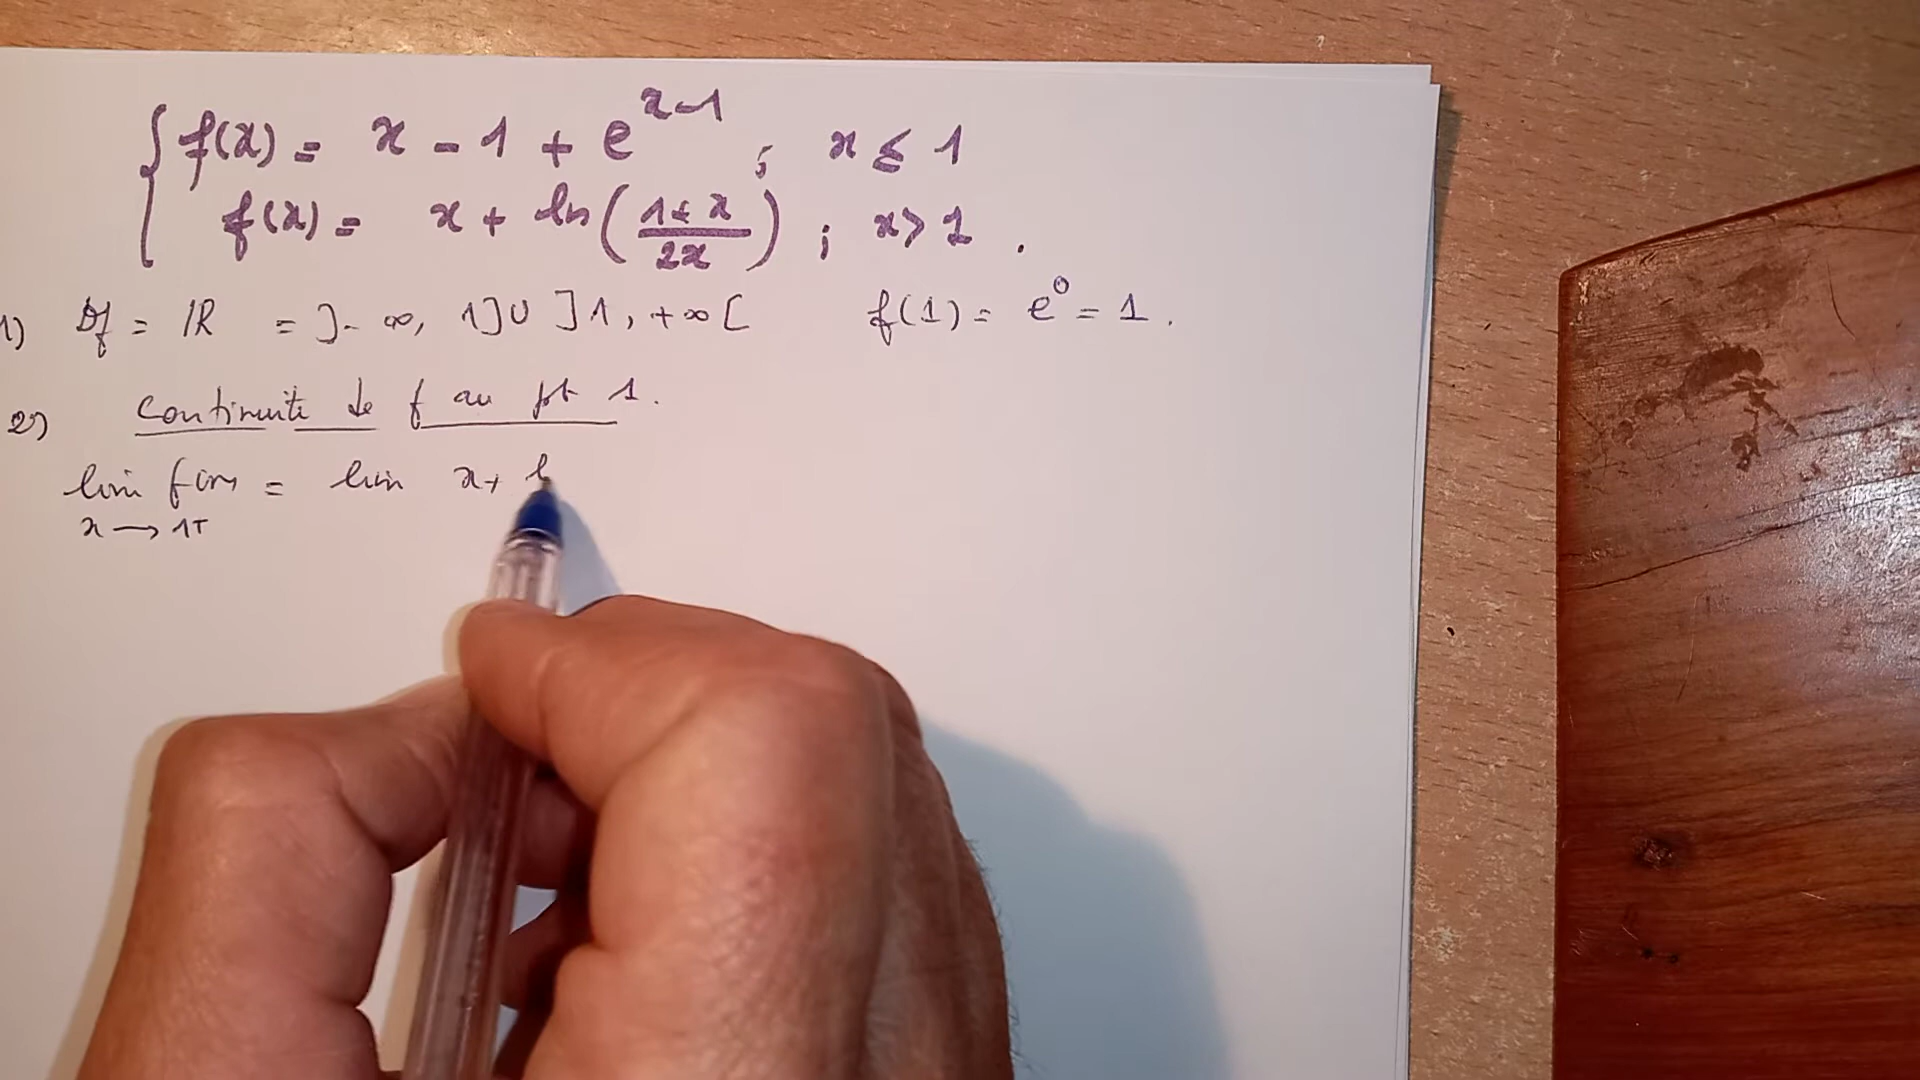 { f(x) = x - 1 + e^{x-1} ; x ≤ 1
f(x) = x + ln((1+x)/(2x)) ; x > 1 .
1) Df = IR = ]-∞, 1] U ]1, +∞[ f(1) = e^0 = 1 .
2) Continuité de f au pt 1.
lim f(x) = lim x + l
x → 1+